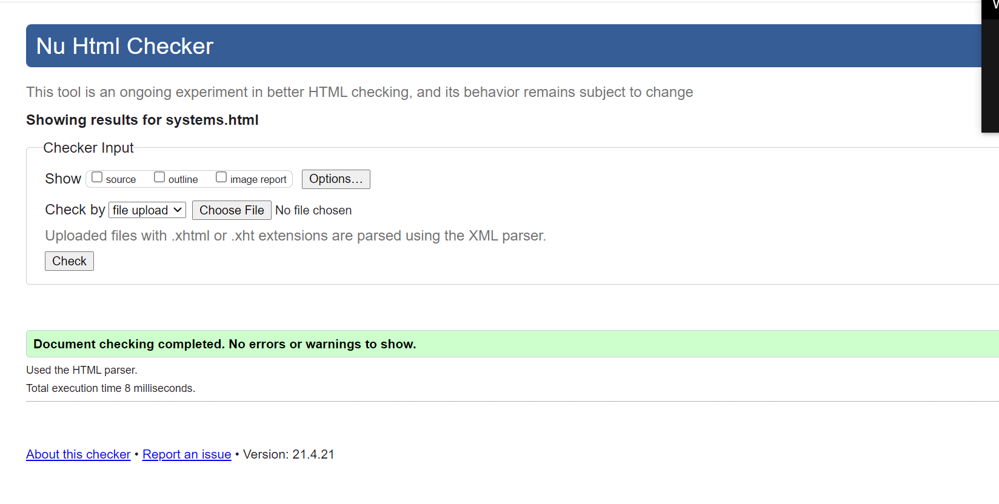 Nu Html Checker
This tool is an ongoing experiment in better HTML checking, and its behavior remains subject to change
Showing results for systems.html
Checker Input
Show source outline image report Options...
Check by file upload Choose File No file chosen
Uploaded files with .xhtml or .xht extensions are parsed using the XML parser.
Check
Document checking completed. No errors or warnings to show.
Used the HTML parser.
Total execution time 8 milliseconds.
About this checker • Report an issue • Version: 21.4.21